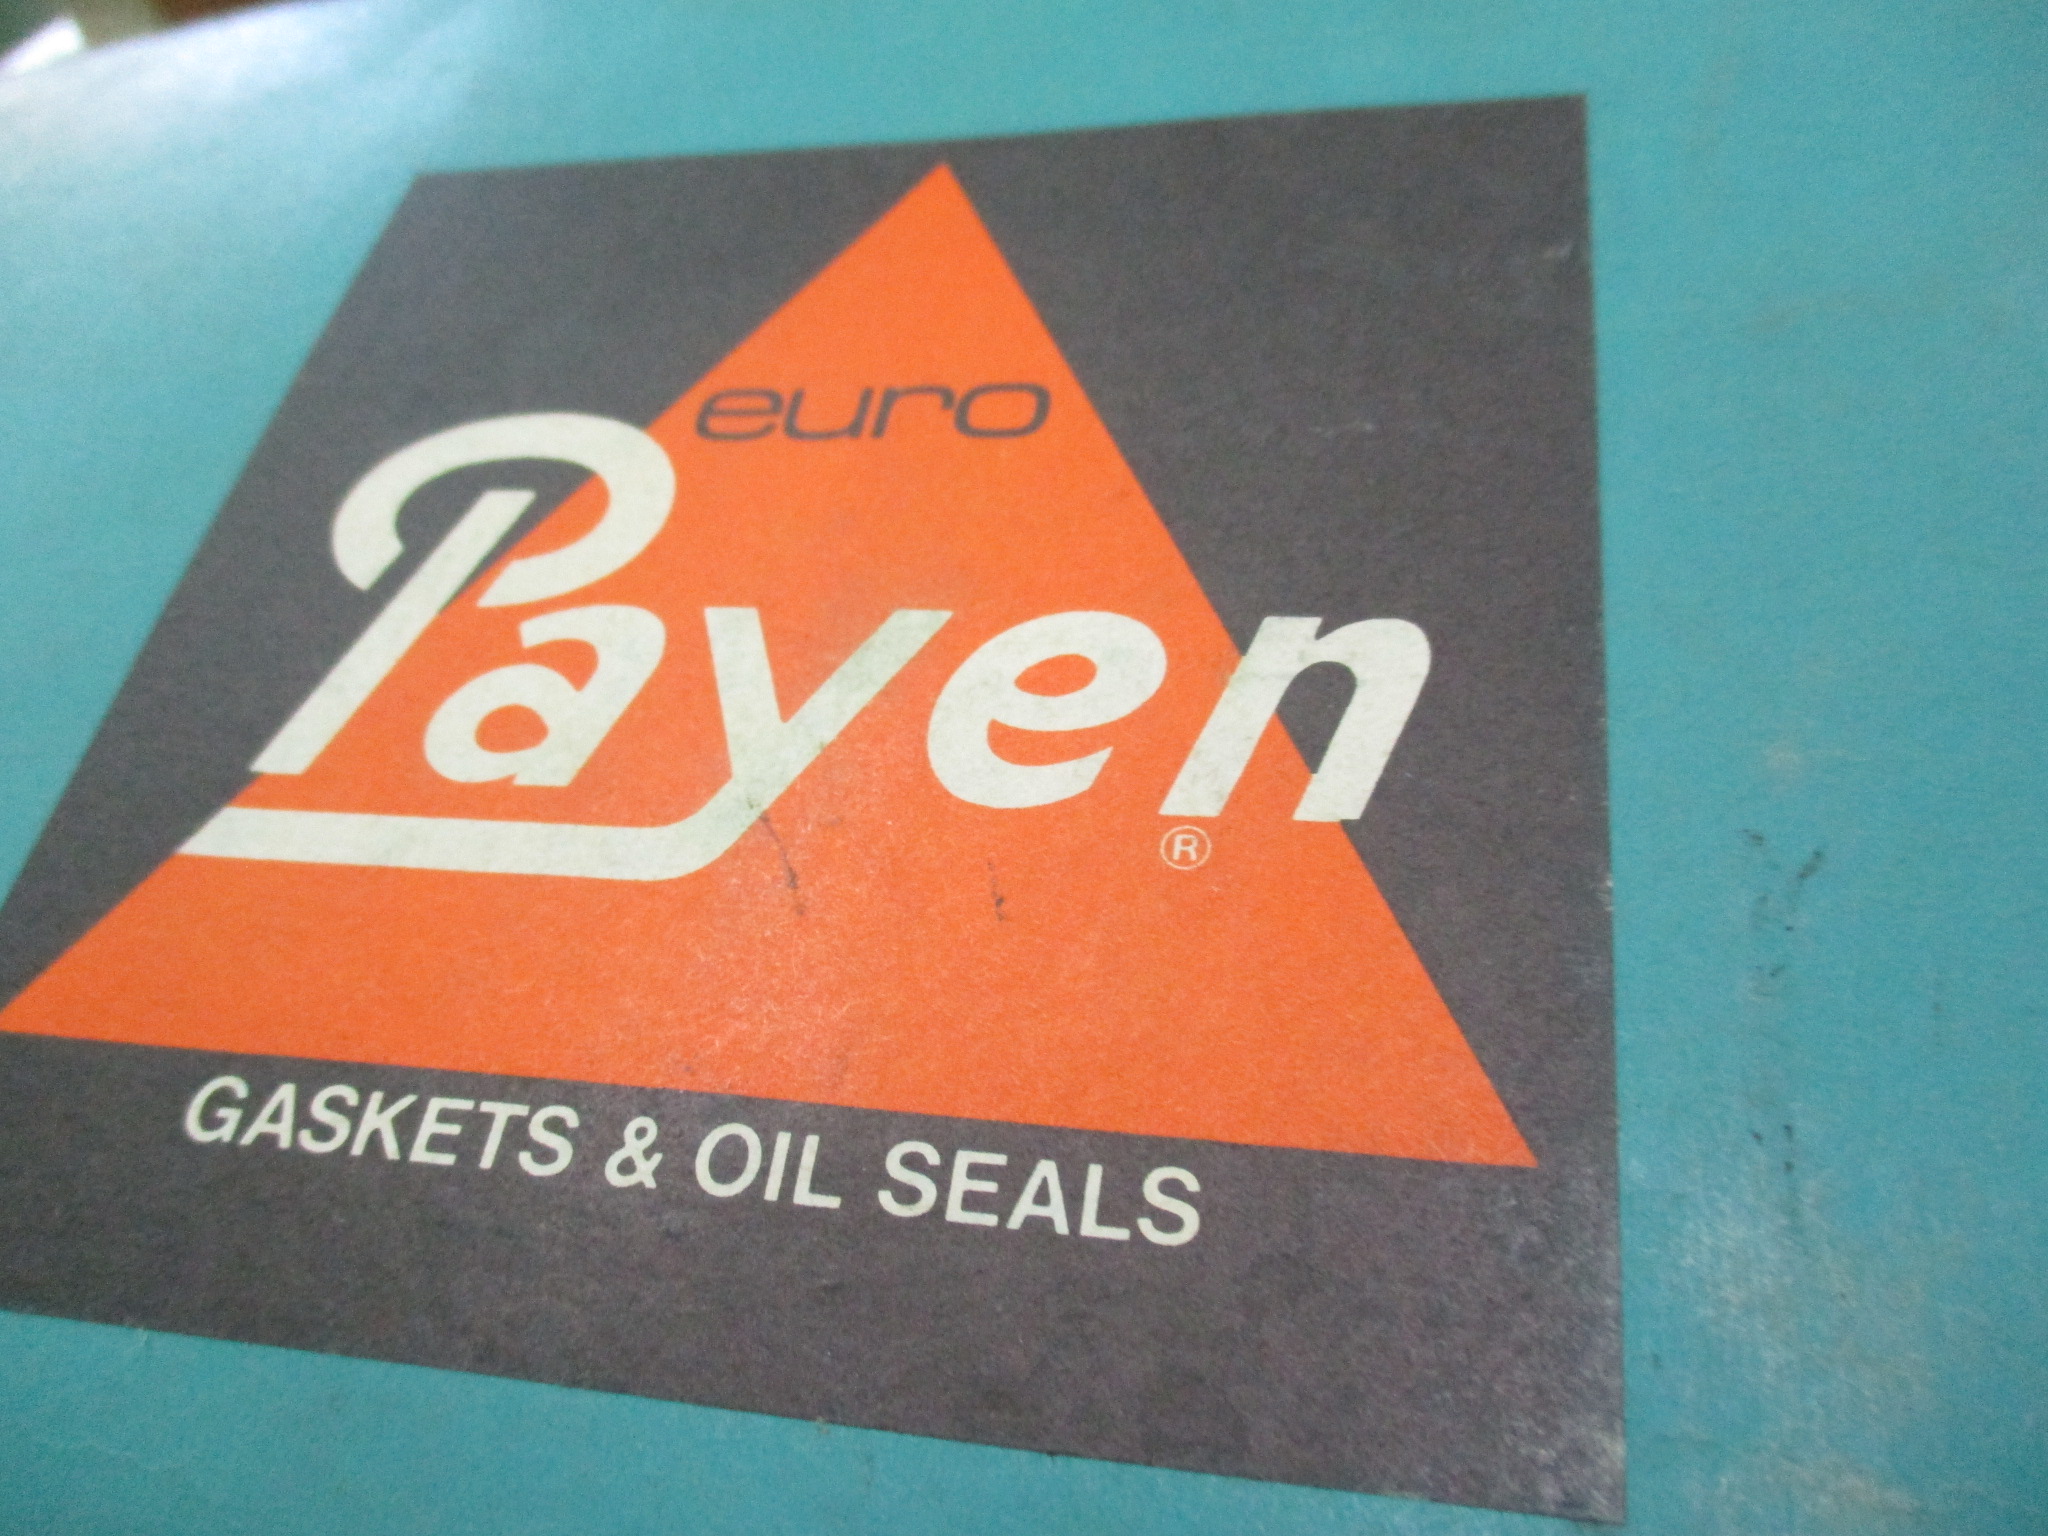 euro
Payen
®
GASKETS & OIL SEALS